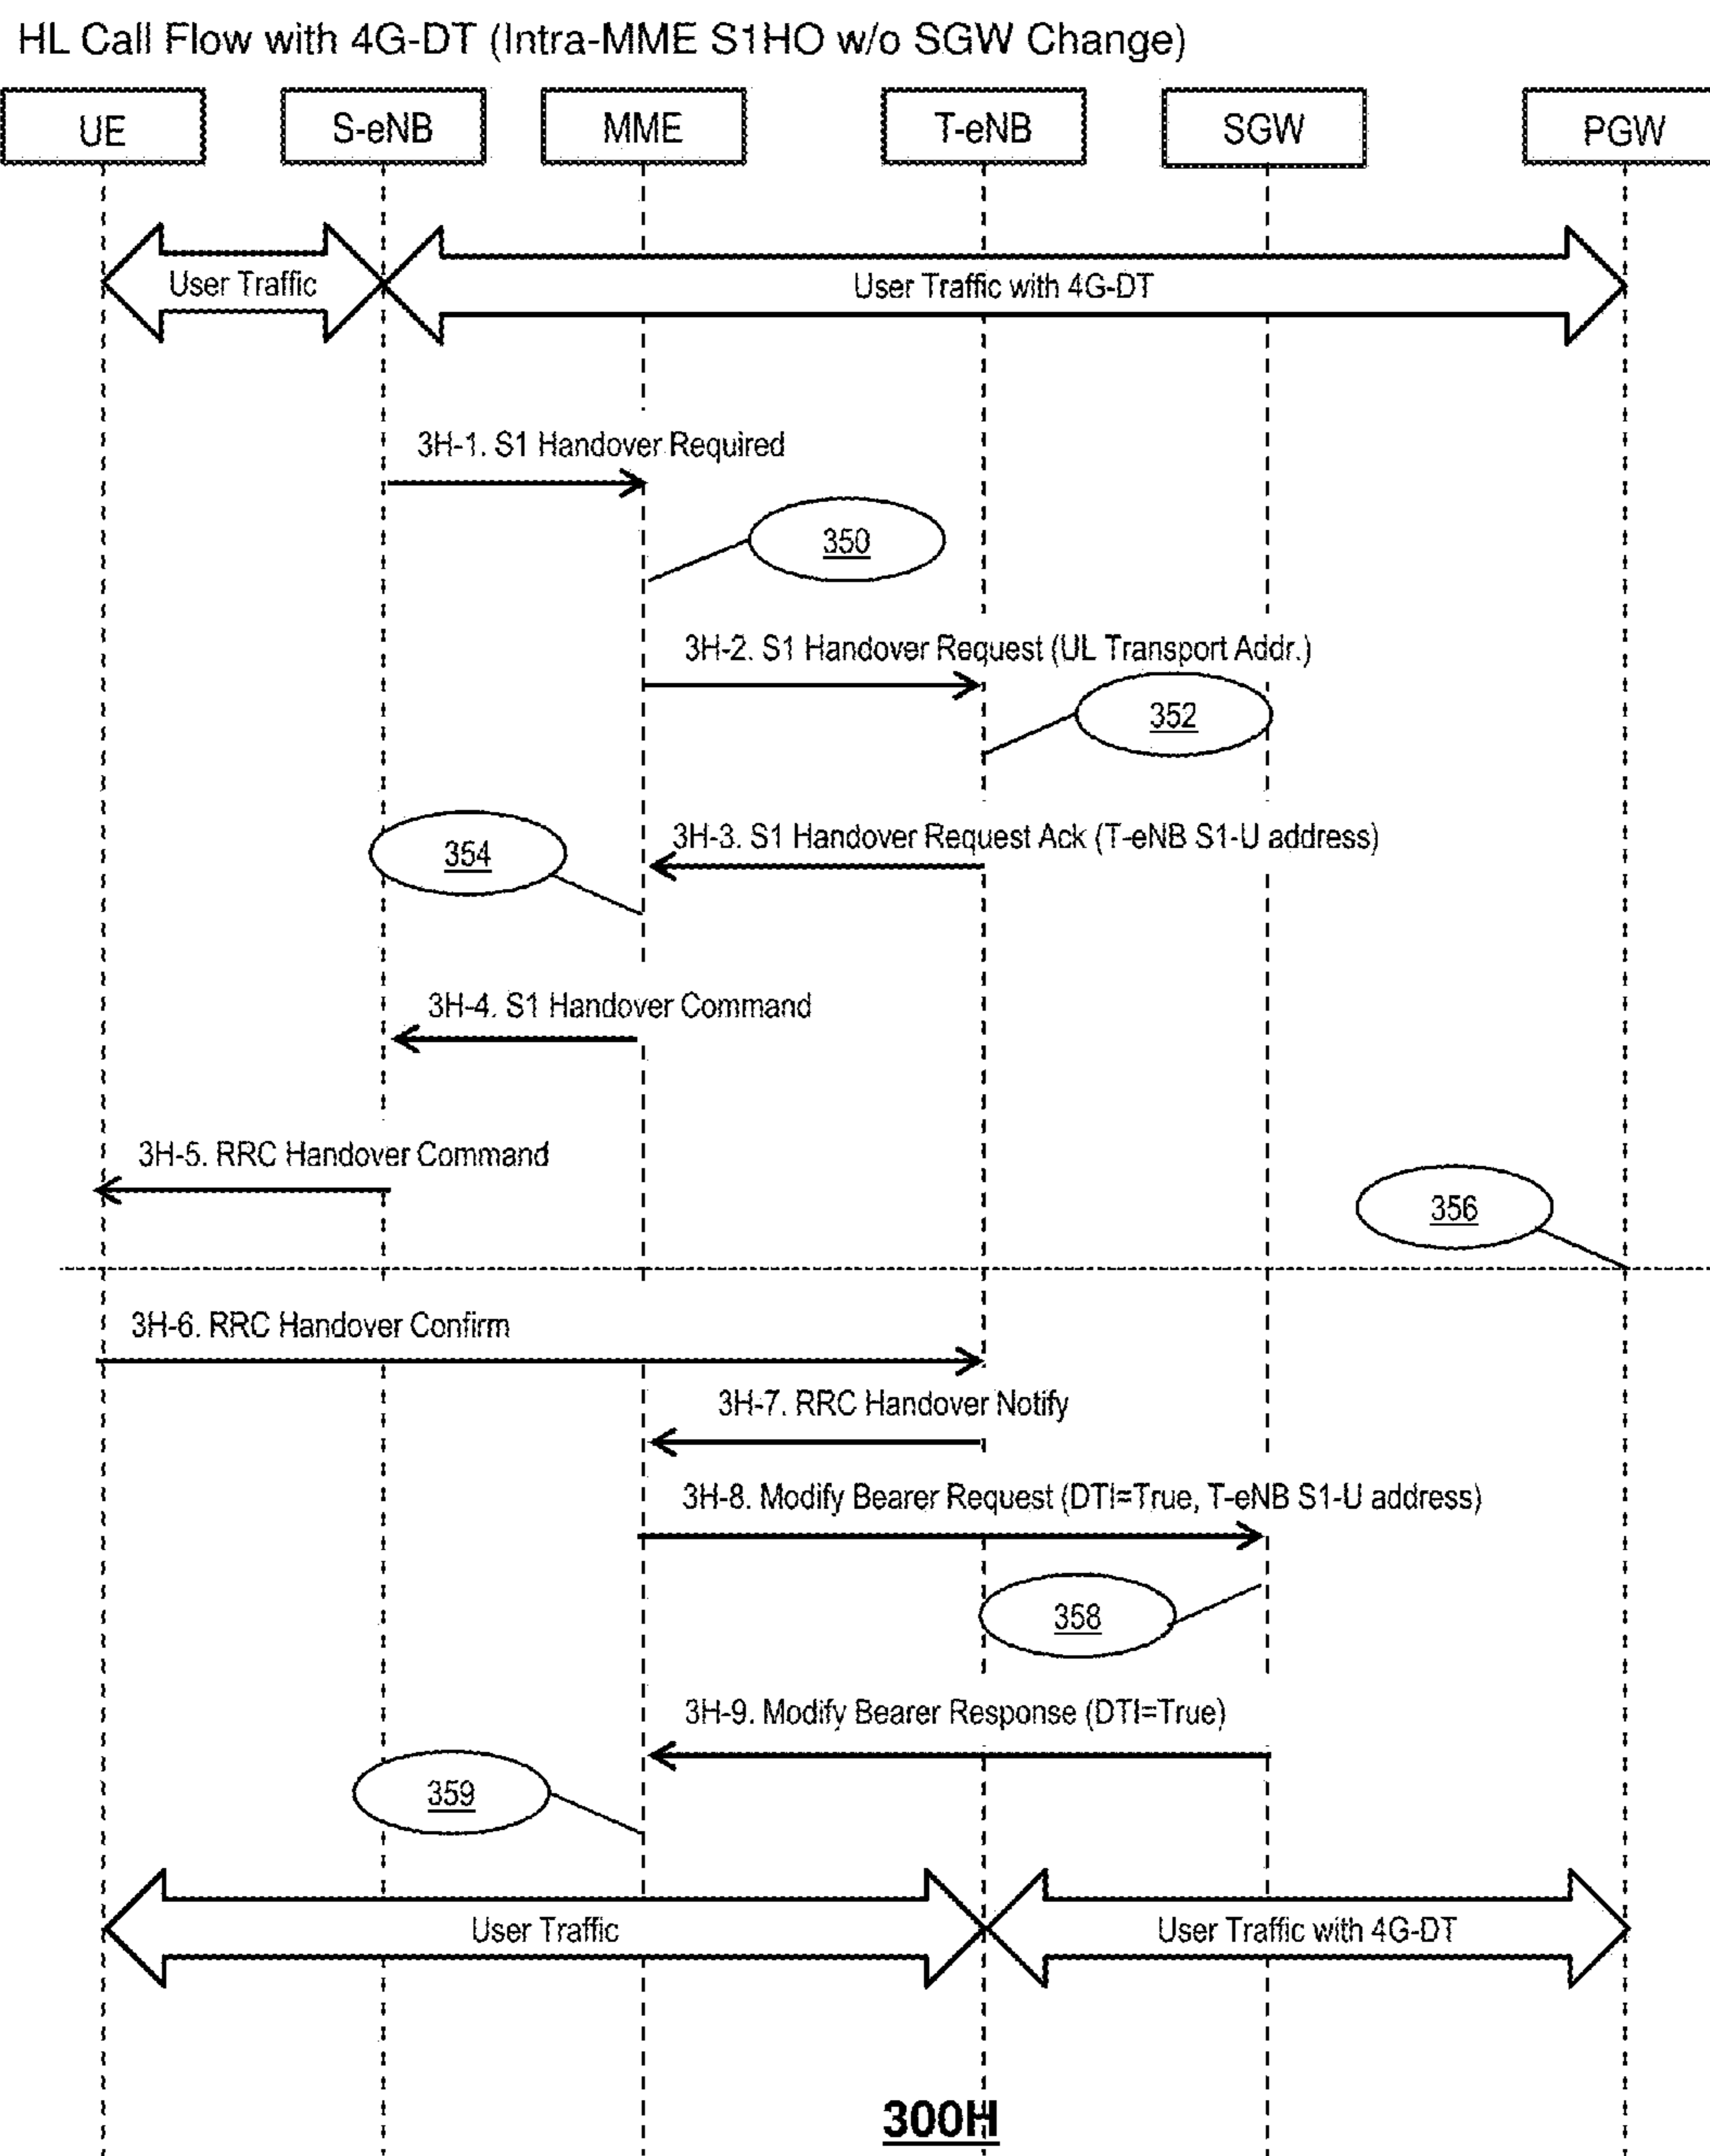 HL Call Flow with 4G-DT (Intra-MME S1HO w/o SGW Change)
UE
S-eNB
MME
T-eNB
SGW
PGW
User Traffic
User Traffic with 4G-DT
3H-1. S1 Handover Required
350
3H-2. S1 Handover Request (UL Transport Addr.)
352
3H-3. S1 Handover Request Ack (T-eNB S1-U address)
354
3H-4. S1 Handover Command
3H-5. RRC Handover Command
356
3H-6. RRC Handover Confirm
3H-7. RRC Handover Notify
3H-8. Modify Bearer Request (DTI=True, T-eNB S1-U address)
358
3H-9. Modify Bearer Response (DTI=True)
359
User Traffic
User Traffic with 4G-DT
300H